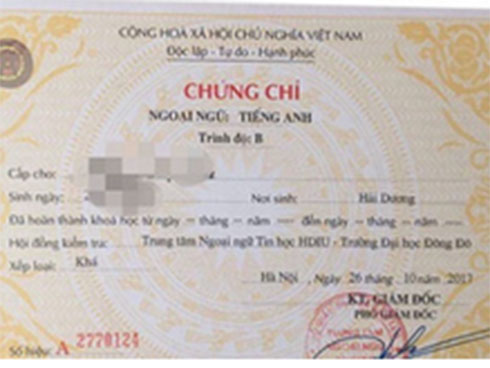 CỘNG HOÀ XÃ HỘI CHỦ NGHĨA VIỆT NAM
Độc lập - Tự do - Hạnh phúc
CHỨNG CHỈ
NGOẠI NGỮ: TIẾNG ANH
Trình độ: B
Cấp cho:
Sinh ngày: Nơi sinh: Hải Dương
Đã hoàn thành khoá học từ ngày -- tháng -- năm ---- đến ngày -- tháng -- năm ----
Hội đồng kiểm tra: Trung tâm Ngoại ngữ Tin học HDIU - Trường Đại học Đông Đô
Xếp loại: Khá
Hà Nội, Ngày 26 tháng 10 năm 2017
KT. GIÁM ĐỐC
PHÓ GIÁM ĐỐC
Số hiệu: A 2770124